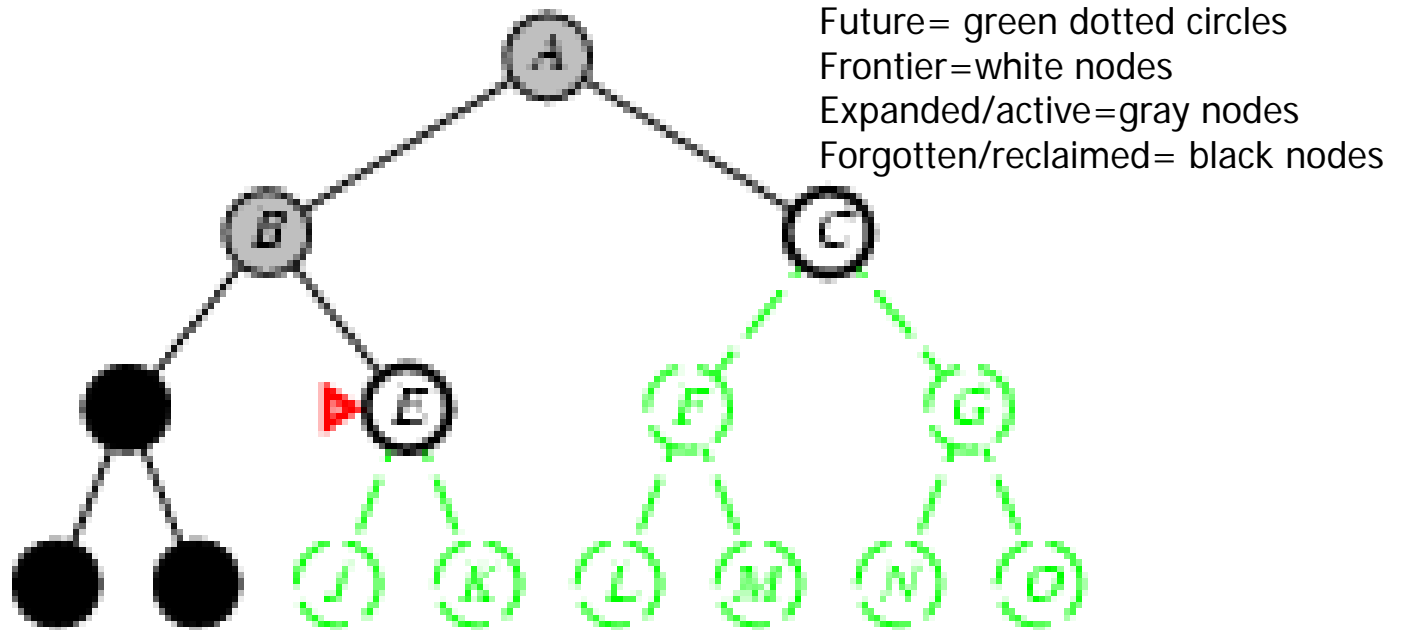 A
Future= green dotted circles
Frontier=white nodes
Expanded/active=gray nodes
Forgotten/reclaimed= black nodes
B
C
E
F
G
J
K
L
M
N
O